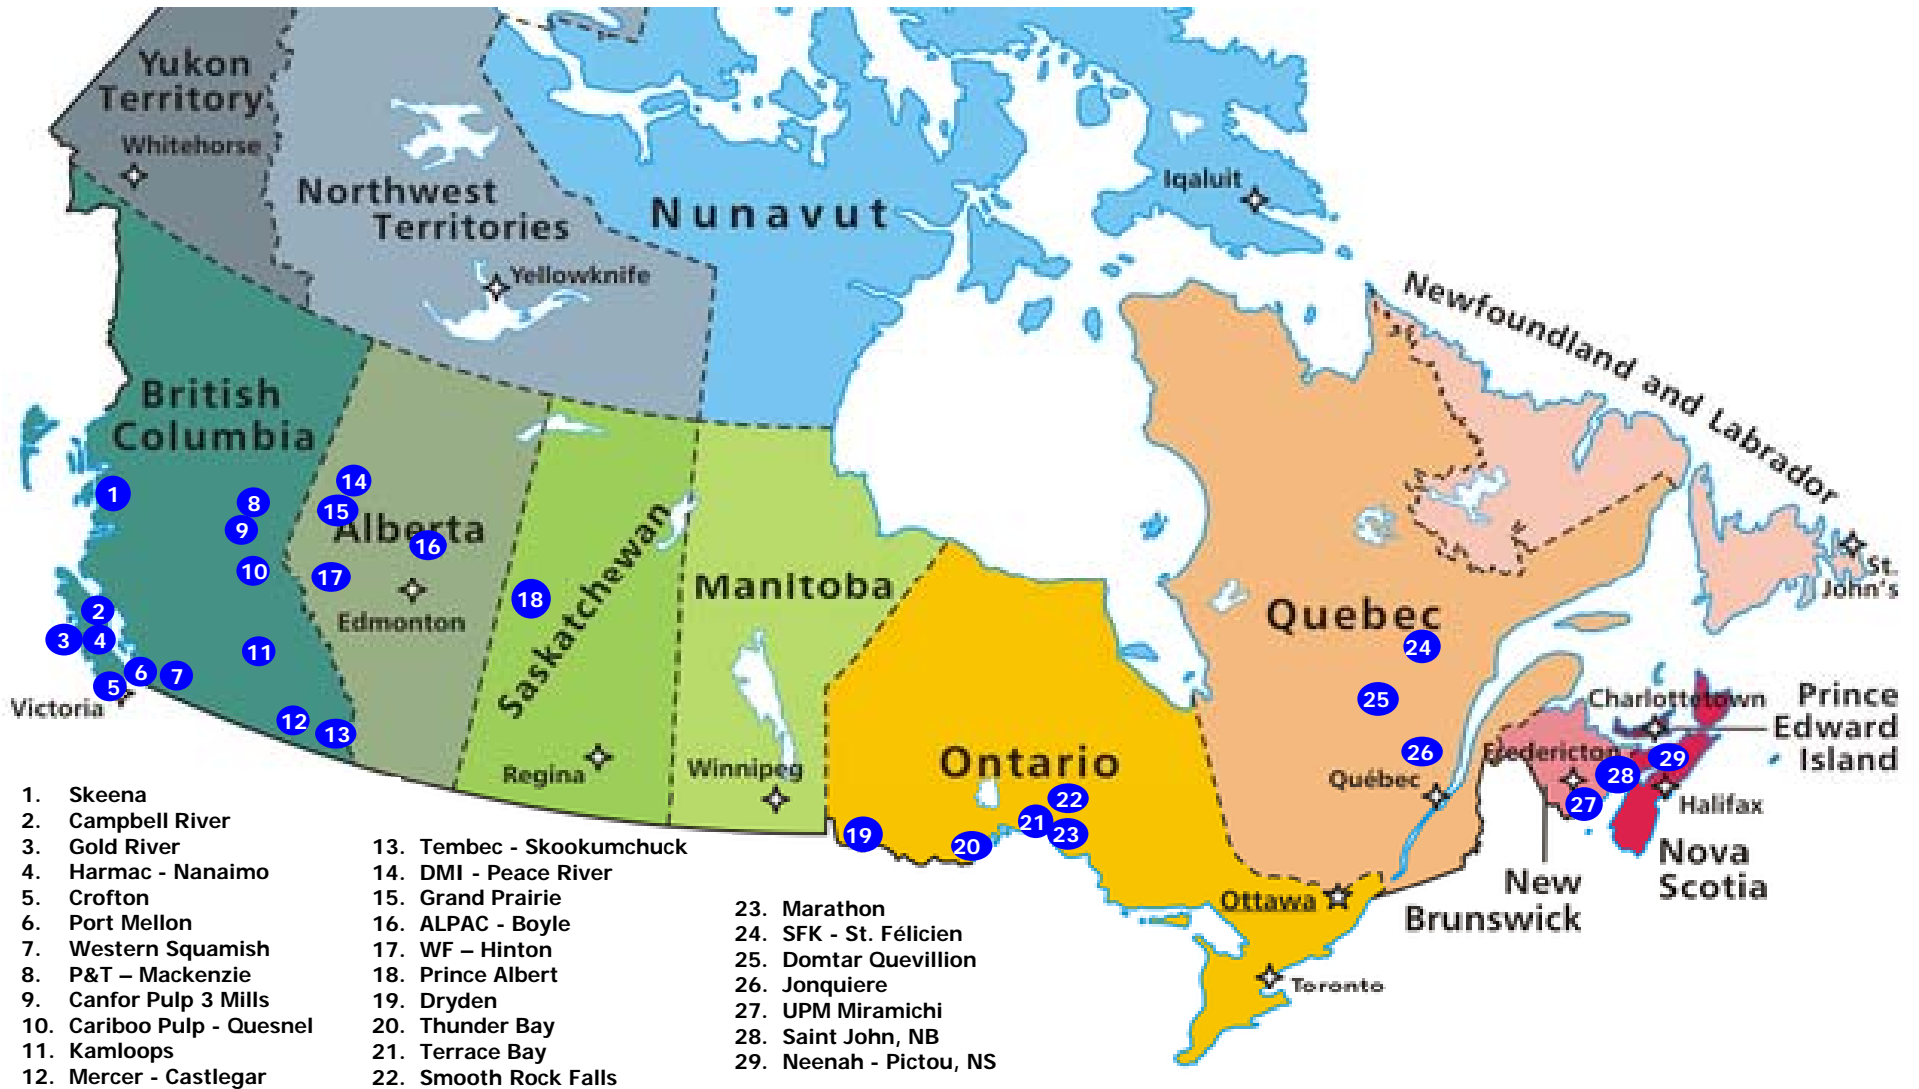 Yukon
Territory
Whitehorse
Northwest
Territories
Yellowknife
Nunavut
Iqaluit
Newfoundland and Labrador
British
Columbia
Alberta
Edmonton
Saskatchewan
Regina
Manitoba
Winnipeg
Ontario
Ottawa
Toronto
Quebec
Québec
St.
John's
Charlottetown
Prince
Edward
Island
Fredericton
Halifax
Nova
Scotia
New
Brunswick
Victoria
1
2
3
4
5
6
7
8
9
10
11
12
13
14
15
16
17
18
19
20
21
22
23
24
25
26
27
28
29
1. Skeena
2. Campbell River
3. Gold River
4. Harmac - Nanaimo
5. Crofton
6. Port Mellon
7. Western Squamish
8. P&T – Mackenzie
9. Canfor Pulp 3 Mills
10. Cariboo Pulp - Quesnel
11. Kamloops
12. Mercer - Castlegar
13. Tembec - Skookumchuck
14. DMI - Peace River
15. Grand Prairie
16. ALPAC - Boyle
17. WF – Hinton
18. Prince Albert
19. Dryden
20. Thunder Bay
21. Terrace Bay
22. Smooth Rock Falls
23. Marathon
24. SFK - St. Félicien
25. Domtar Quevillion
26. Jonquiere
27. UPM Miramichi
28. Saint John, NB
29. Neenah - Pictou, NS